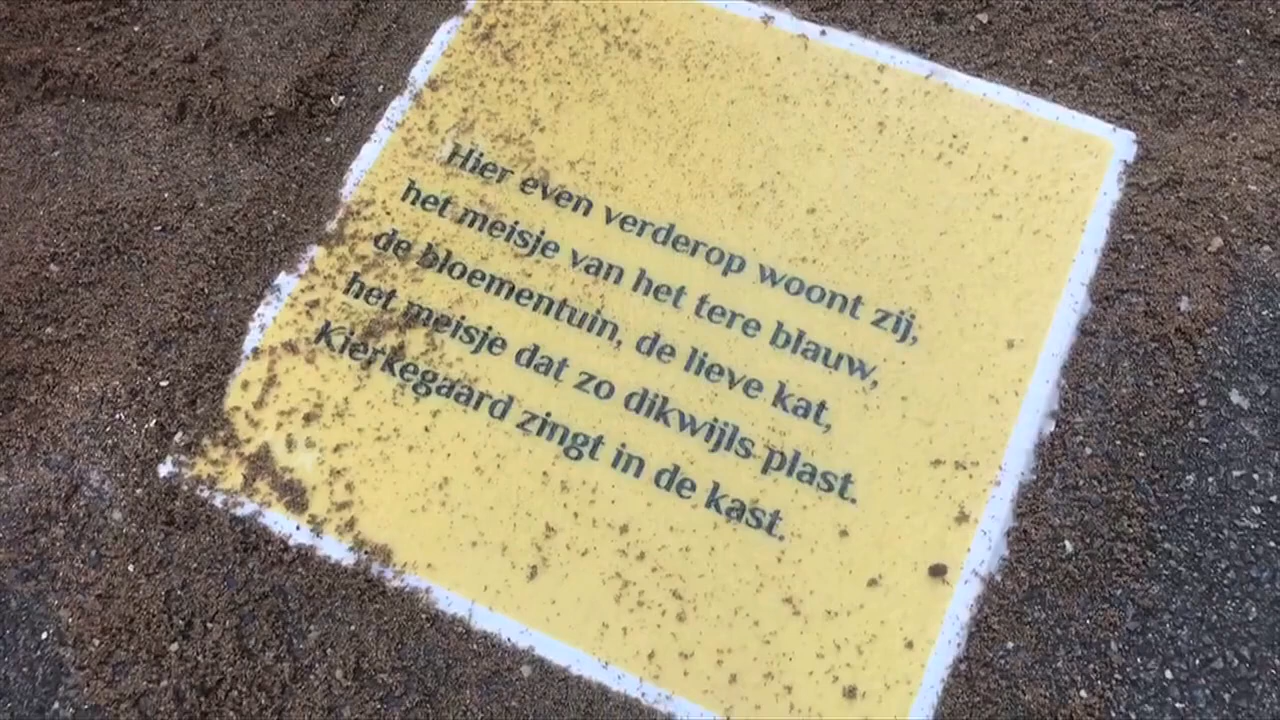 Hier even verderop woont zij,
het meisje van het tere blauw,
de bloementuin, de lieve kat,
het meisje dat zo dikwijls plast.
Kierkegaard zingt in de kast.